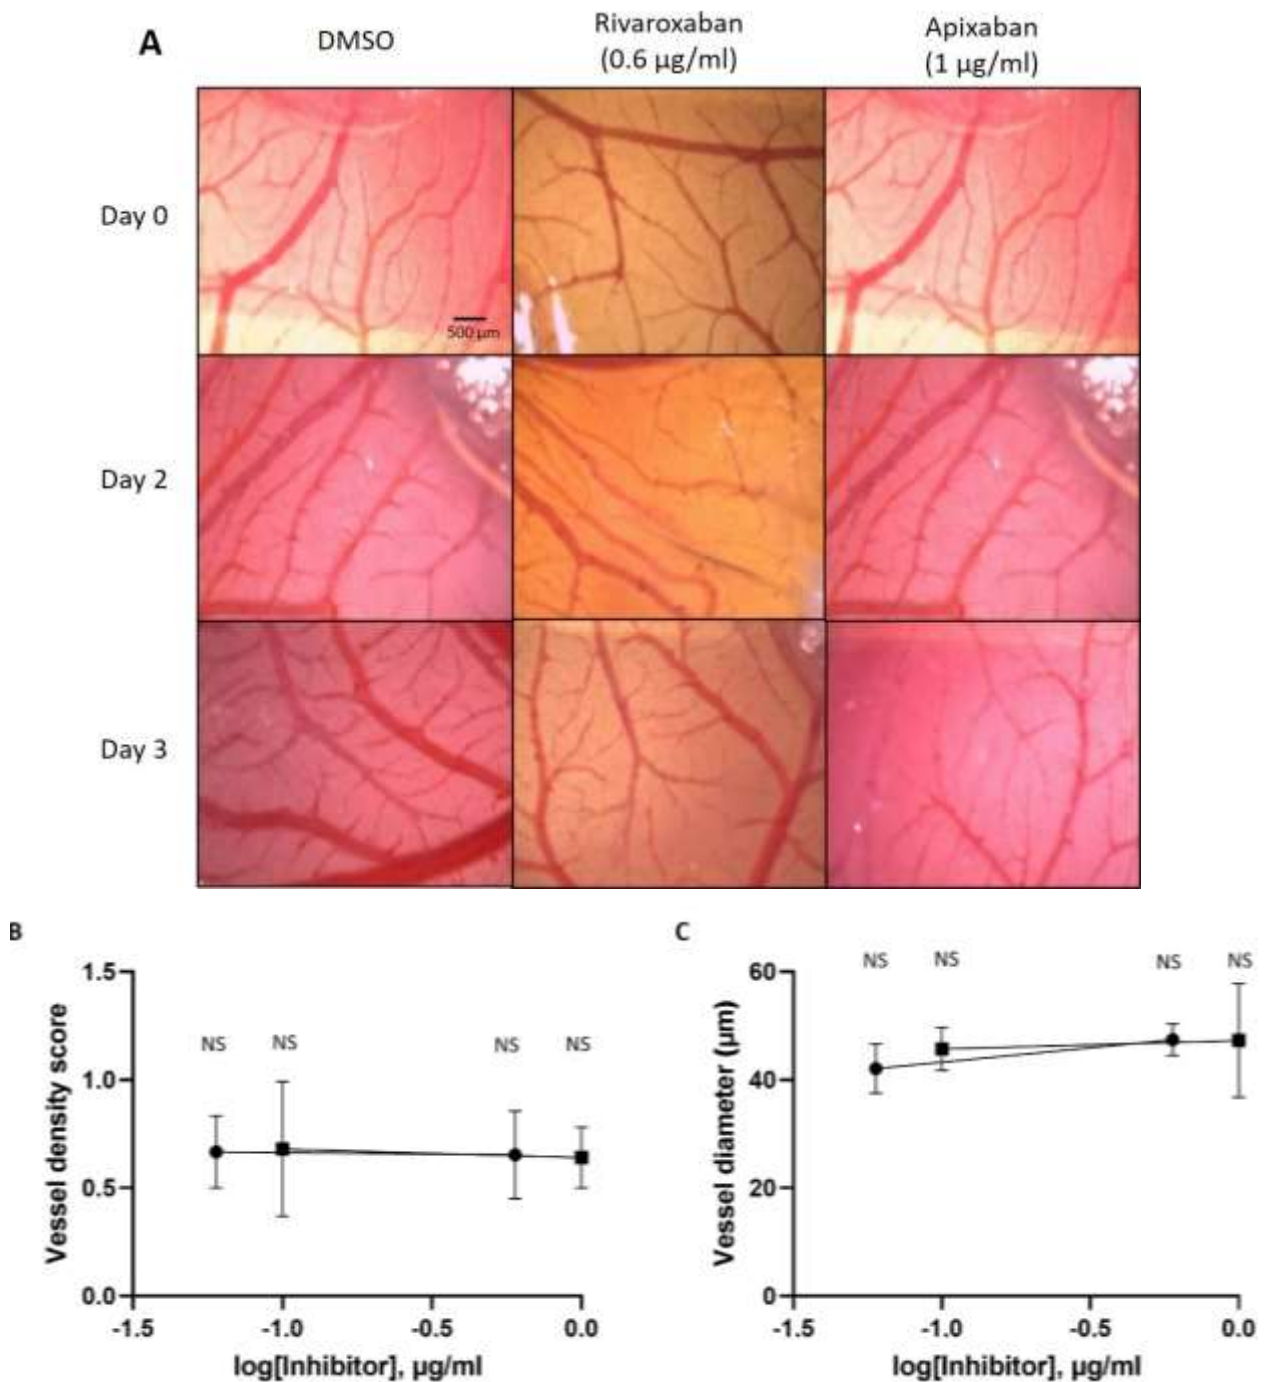 A
DMSO
Rivaroxaban
(0.6 µg/ml)
Apixaban
(1 µg/ml)
Day 0
500 µm
Day 2
Day 3
B
1.5
1.0
0.5
0.0
Vessel density score
NS NS NS NS
-1.5 -1.0 -0.5 0.0
log[Inhibitor], µg/ml
C
60
40
20
0
Vessel diameter (µm)
NS NS NS NS
-1.5 -1.0 -0.5 0.0
log[Inhibitor], µg/ml